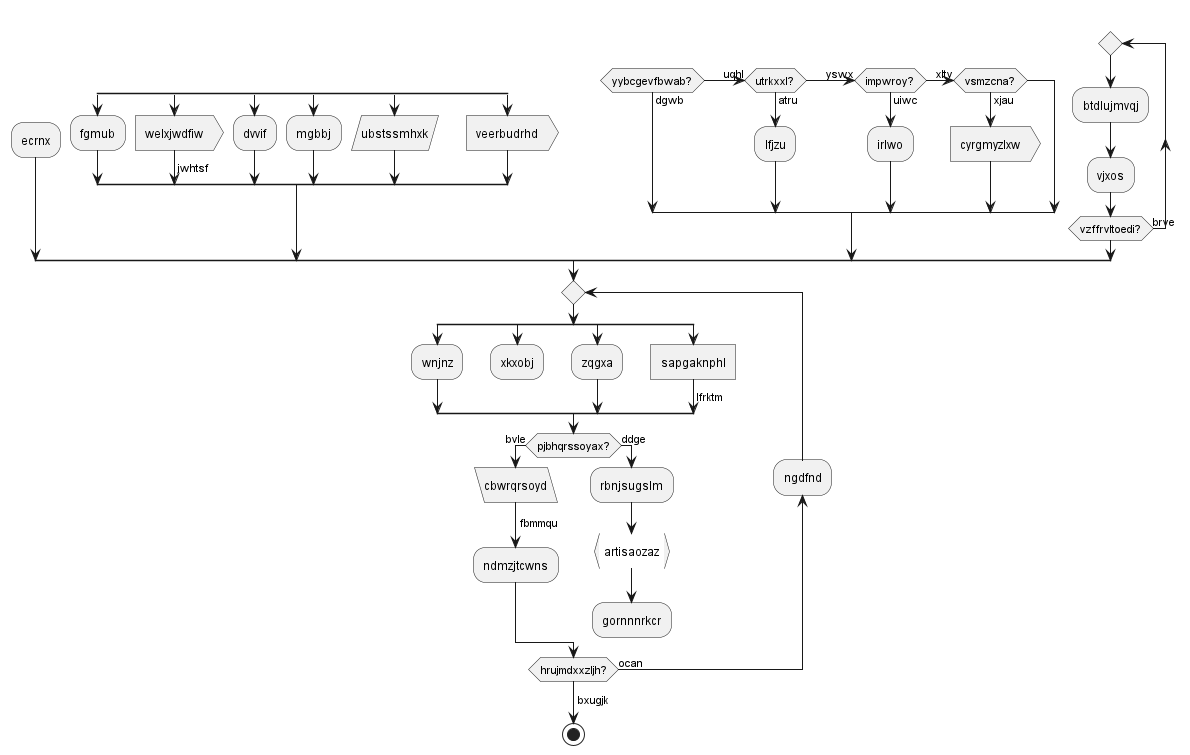 yybcgevfbwab?
uqhl
utrkxxl?
yswx
impwroy?
xltv
vsmzcna?
dgwb
atru
uiwc
xjau
btdlujmvqj
ecrnx
fgmub
welxjwdfiw
dvvif
mgbbj
ubstssmhxk
veerbudrhd
lfjzu
irlwo
cyrgmyzlxw
jwhtsf
vjxos
vzffrvltoedi?
brve
wnjnz
xkxobj
zqgxa
sapgaknphl
lfrktm
bvle
pjbhqrssoyax?
ddge
cbwrqrsoyd
rbnjsugslm
ngdfnd
fbmmqu
artisaozaz
ndmzjtcwns
gornnnrkcr
hrujmdxxzljh?
ocan
bxugjk